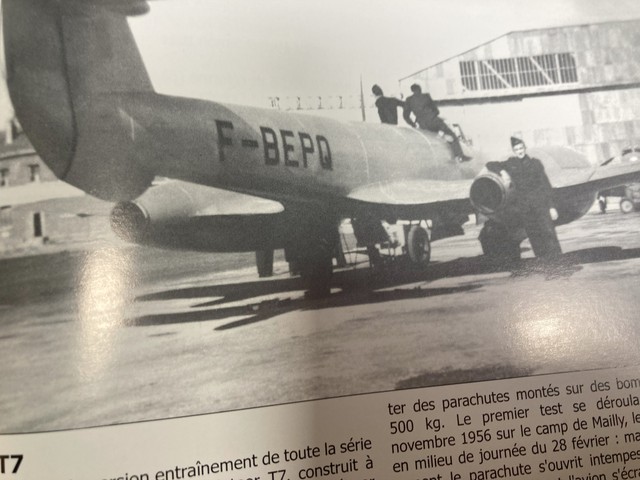 F-BEPQ
T7
entraînement de toute la série
T7, construit à
ter des parachutes montés sur des bom
500 kg. Le premier test se déroula
novembre 1956 sur le camp de Mailly, le
en milieu de journée du 28 février : ma
le parachute s'ouvrit intempes